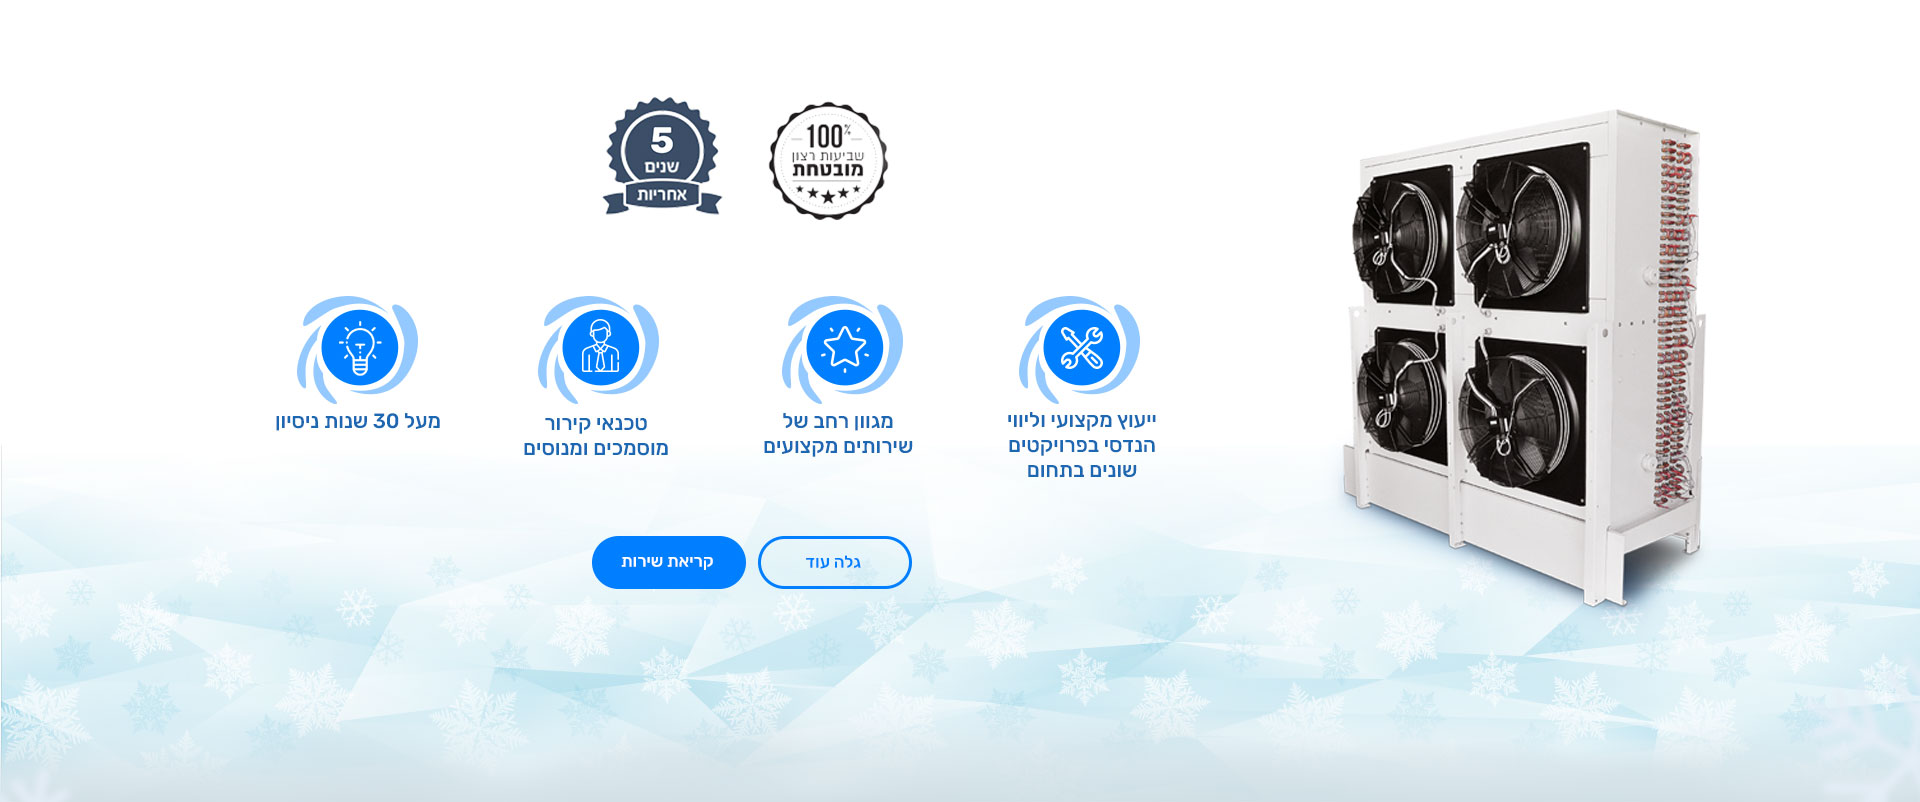 100%
שביעות רצון
מובטחת
5
שנים
אחריות
ייעוץ מקצועי וליווי
הנדסי בפרויקטים
שונים בתחום
מגוון רחב של
שירותים מקצועים
טכנאי קירור
מוסמכים ומנוסים
מעל 30 שנות ניסיון
גלה עוד
קריאת שירות